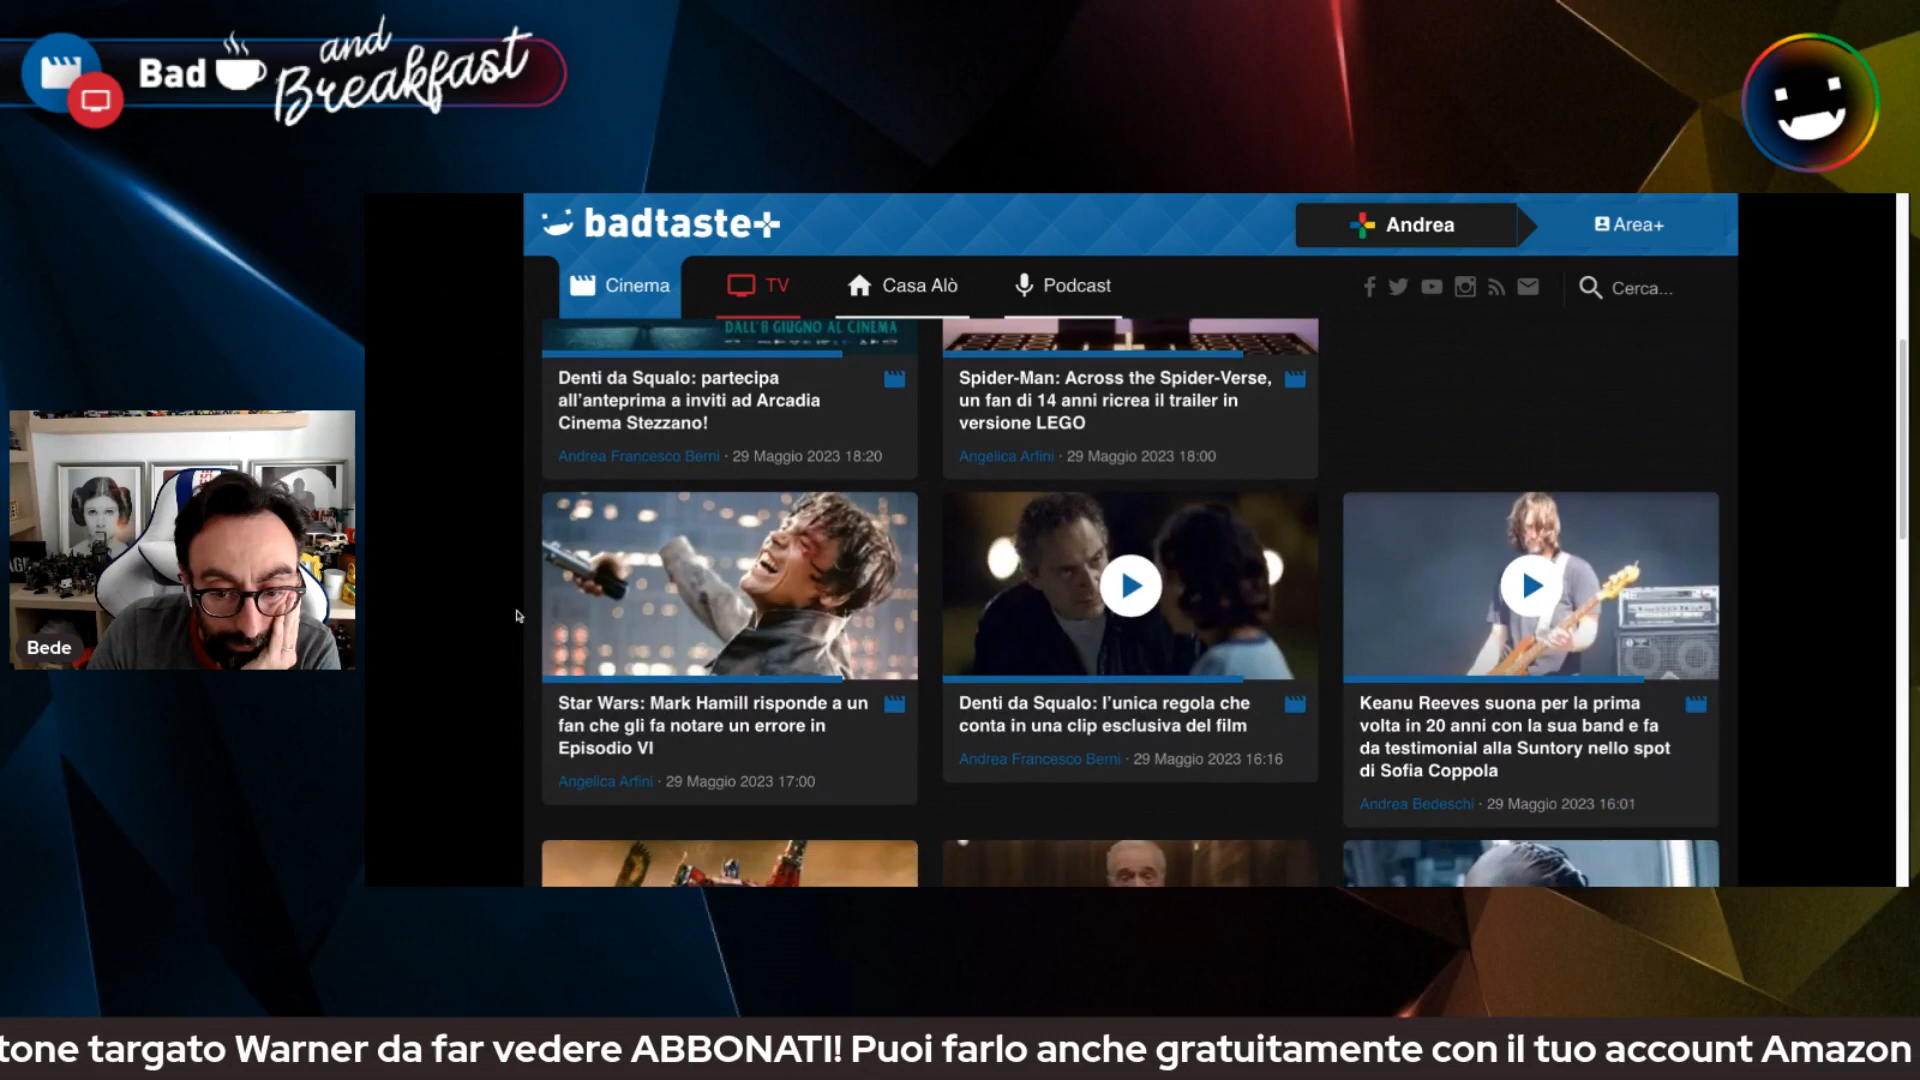 Bad and Breakfast
badtaste+
Andrea
Area+
Cinema
TV
Casa Alò
Podcast
Cerca...
DALL'8 GIUGNO AL CINEMA
Denti da Squalo: partecipa
all'anteprima a inviti ad Arcadia
Cinema Stezzano!
Andrea Francesco Berni · 29 Maggio 2023 18:20
Spider-Man: Across the Spider-Verse,
un fan di 14 anni ricrea il trailer in
versione LEGO
Angelica Arfini · 29 Maggio 2023 18:00
Bede
Star Wars: Mark Hamill risponde a un
fan che gli fa notare un errore in
Episodio VI
Angelica Arfini · 29 Maggio 2023 17:00
Denti da Squalo: l'unica regola che
conta in una clip esclusiva del film
Andrea Francesco Berni · 29 Maggio 2023 16:16
Keanu Reeves suona per la prima
volta in 20 anni con la sua band e fa
da testimonial alla Suntory nello spot
di Sofia Coppola
Andrea Bedeschi · 29 Maggio 2023 16:01
tone targato Warner da far vedere ABBONATI! Puoi farlo anche gratuitamente con il tuo account Amazon